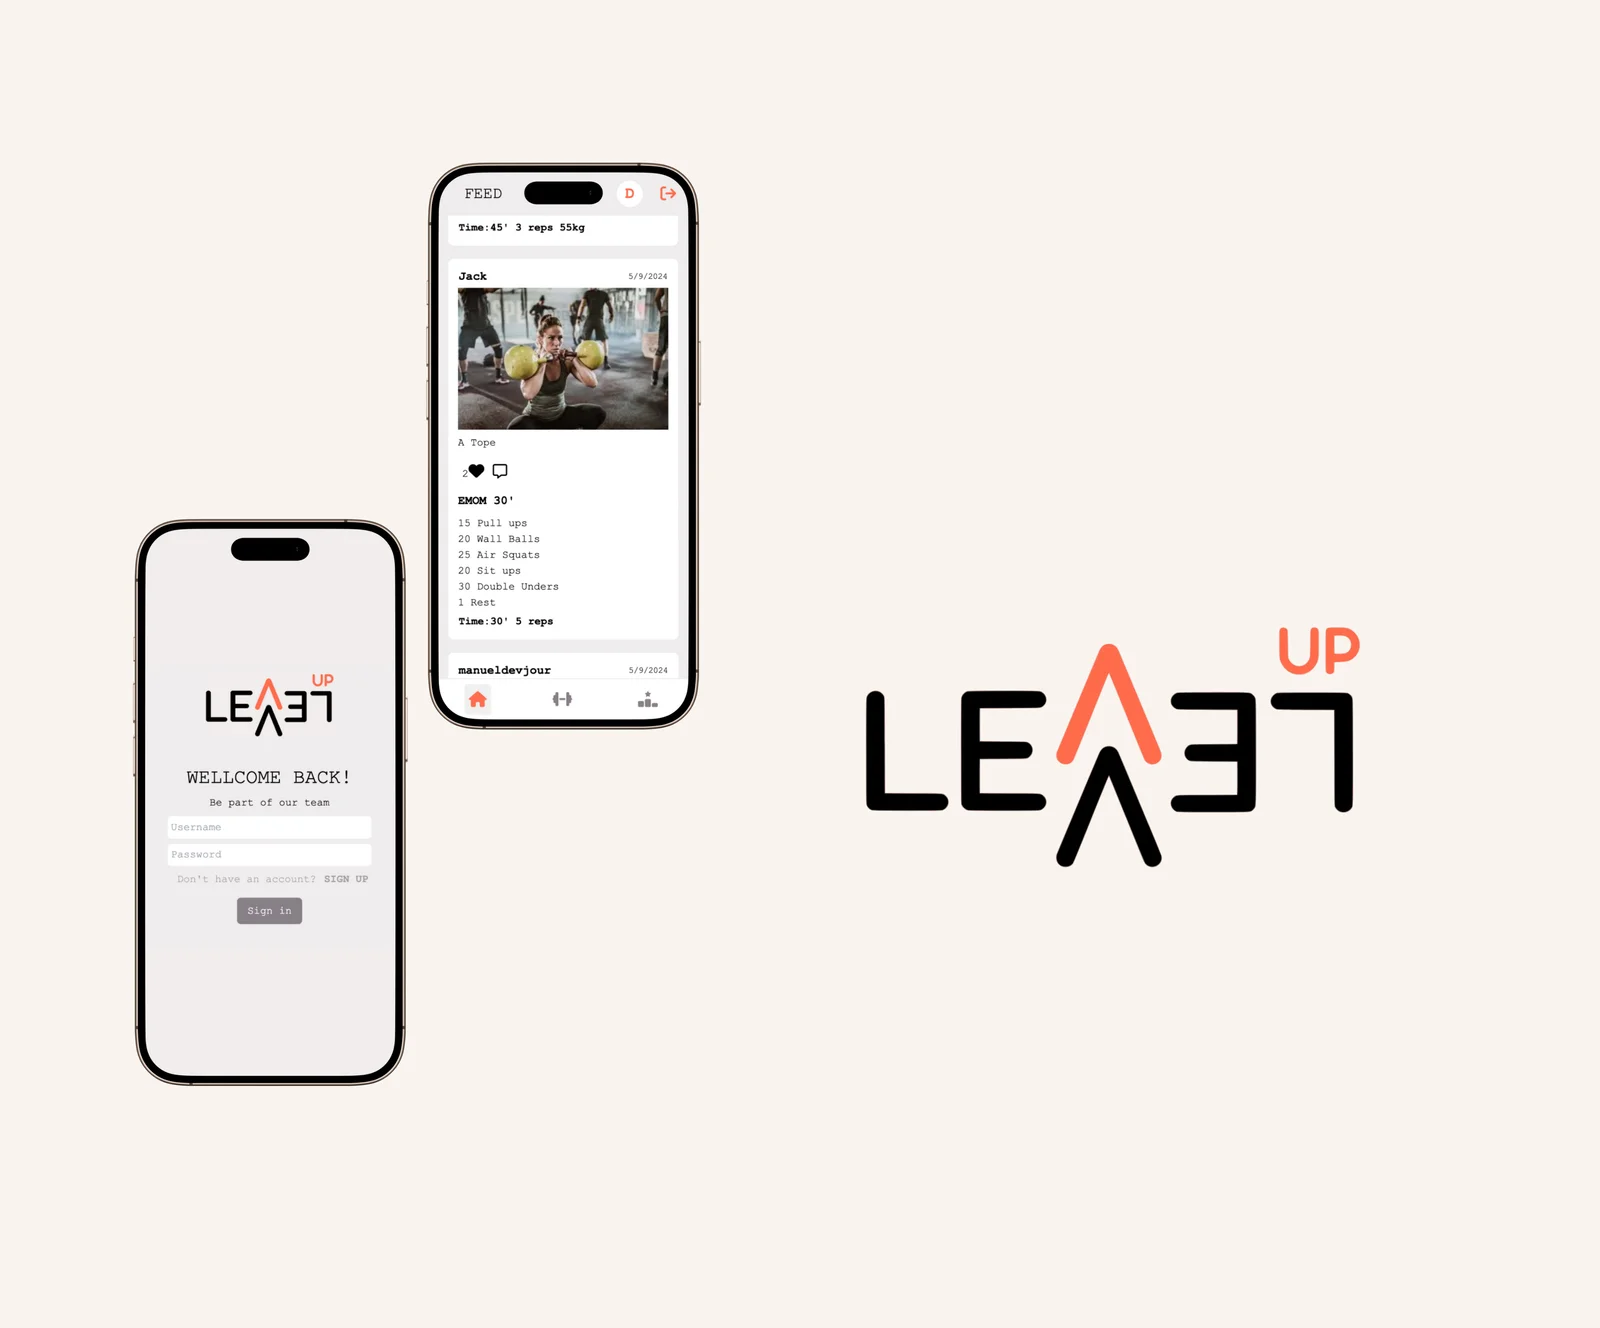 FEED
D
Time:45' 3 reps 55kg
Jack 5/9/2024
A Tope
2
EMOM 30'
15 Pull ups
20 Wall Balls
25 Air Squats
20 Sit ups
30 Double Unders
1 Rest
Time:30' 5 reps
manueldevjour 5/9/2024
UP
LEVEL
WELLCOME BACK!
Be part of our team
Username
Password
Don't have an account? SIGN UP
Sign in
UP
LEVEL